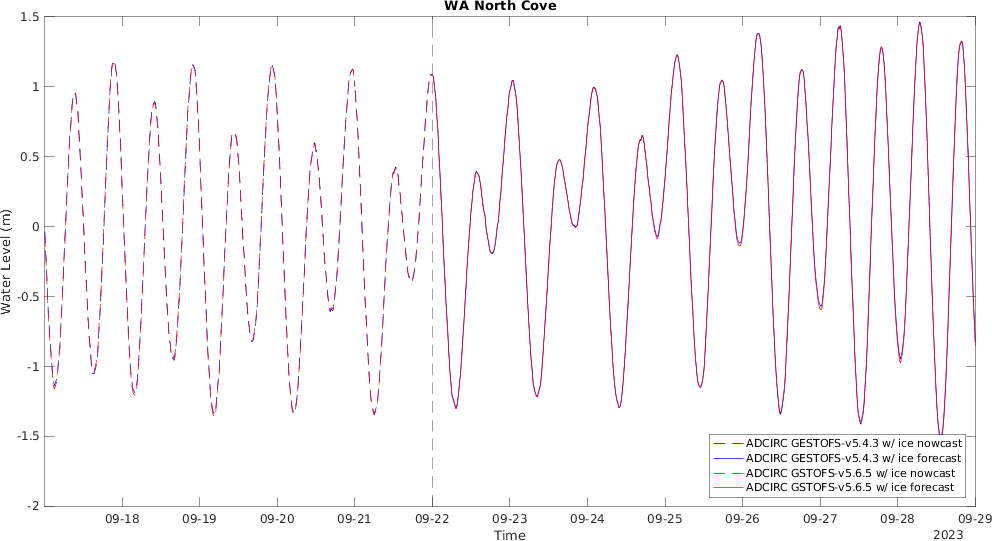 WA North Cove
1.5
1
0.5
0
-0.5
-1
-1.5
-2
Water Level (m)
09-18 09-19 09-20 09-21 09-22 09-23 09-24 09-25 09-26 09-27 09-28 09-29
Time
2023
ADCIRC GESTOFS-v5.4.3 w/ ice nowcast
ADCIRC GESTOFS-v5.4.3 w/ ice forecast
ADCIRC GSTOFS-v5.6.5 w/ ice nowcast
ADCIRC GSTOFS-v5.6.5 w/ ice forecast